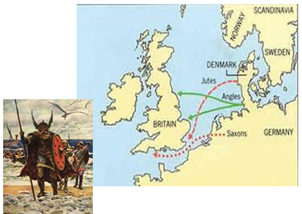 SCANDINAVIA
NORWAY
SWEDEN
DENMARK
Jutes
Angles
BRITAIN
Saxons
GERMANY